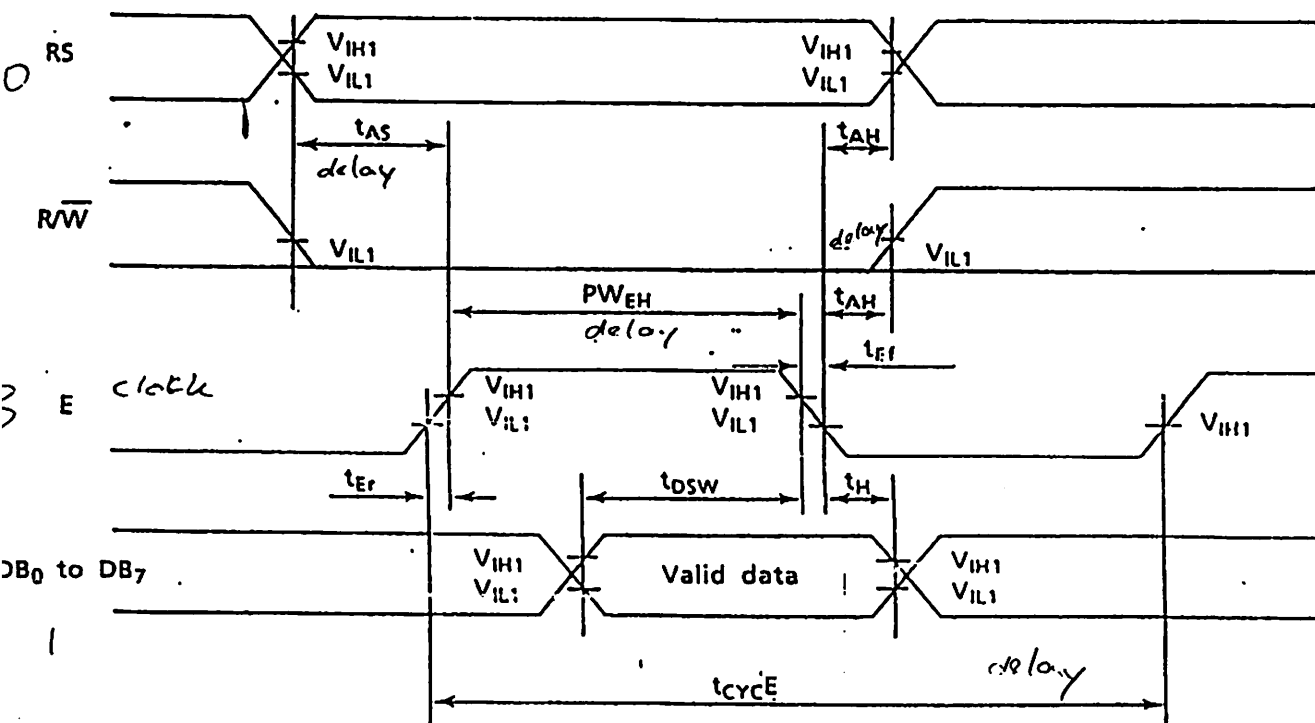 RS
V_IH1
V_IL1
V_IH1
V_IL1
t_AS
delay
t_AH
R/W̅
V_IL1
delay
V_IL1
PW_EH
delay
t_AH
t_Ef
E
V_IH1
V_IL1
V_IH1
V_IL1
V_IH1
t_Er
t_DSW
t_H
DB₀ to DB₇
V_IH1
V_IL1
Valid data
V_IH1
V_IL1
delay
t_CYCE